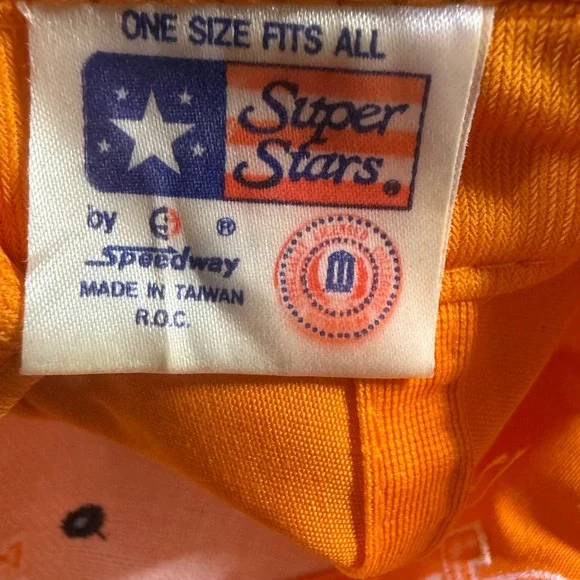 ONE SIZE FITS ALL
Super
Stars®
by ®
Speedway
MADE IN TAIWAN
R.O.C.